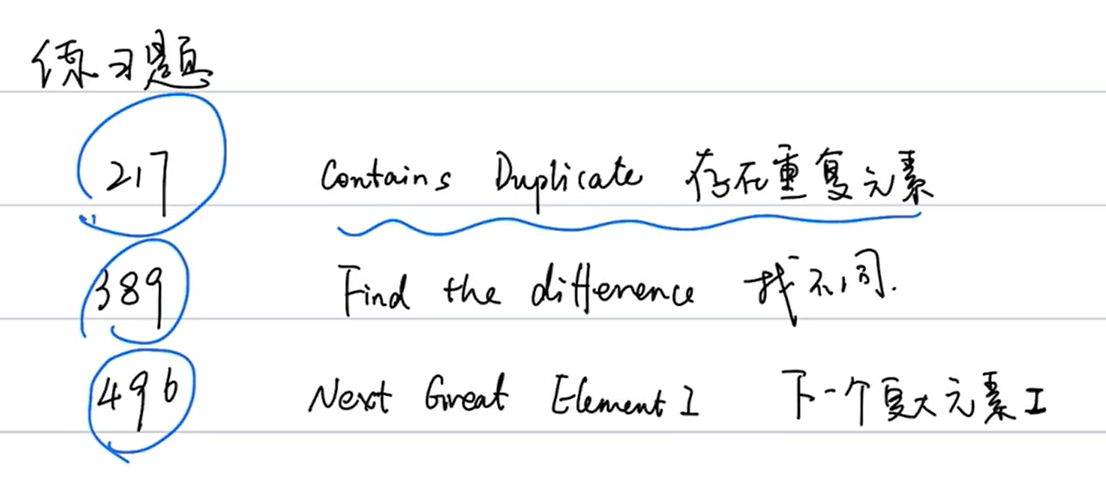 练习题
217 Contains Duplicate 存在重复元素
389 Find the difference 找不同.
496 Next Great Element I 下一个更大元素 I